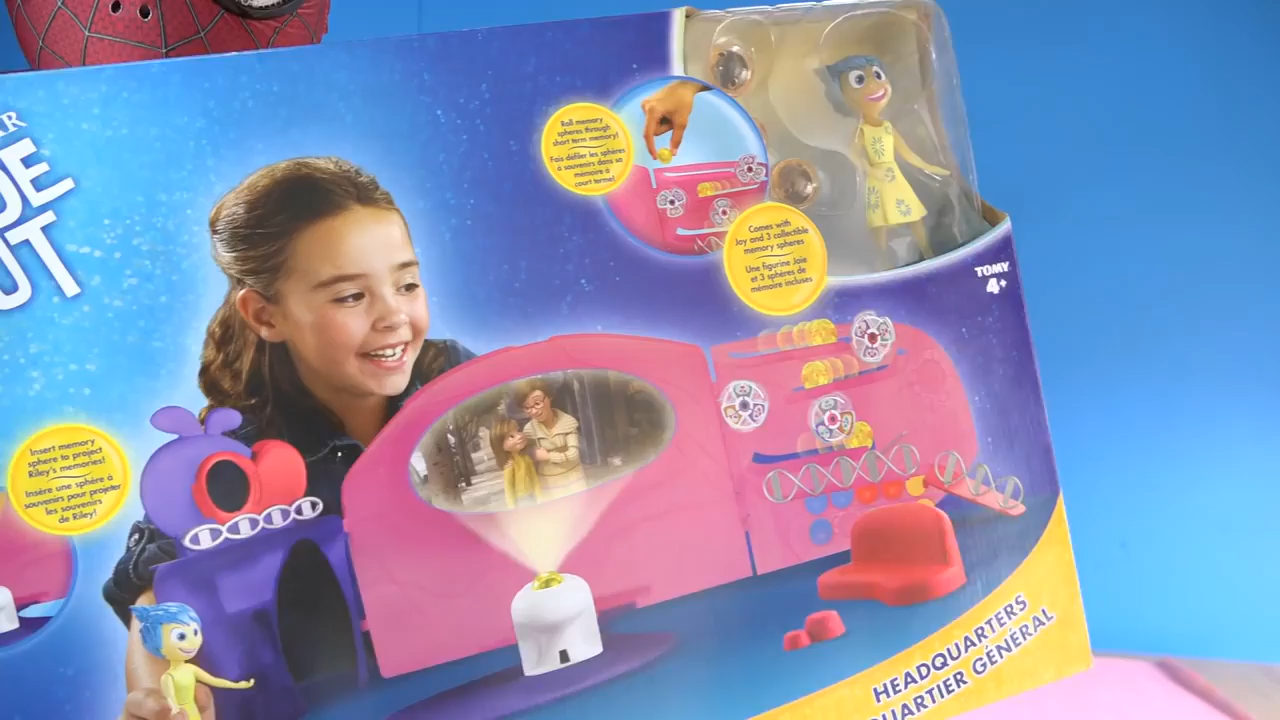 DE
UT
Roll memory
spheres through
short term memory!
Fais défiler les sphères
à souvenirs dans sa
mémoire à
court terme!
Comes with
Joy and 3 collectible
memory spheres
Une figurine Joie
et 3 sphères de
mémoire incluses
TOMY
4+
Insert memory
sphere to project
Riley's memories!
Insère une sphère à
souvenirs pour projeter
les souvenirs
de Riley!
HEADQUARTERS
QUARTIER GÉNÉRAL